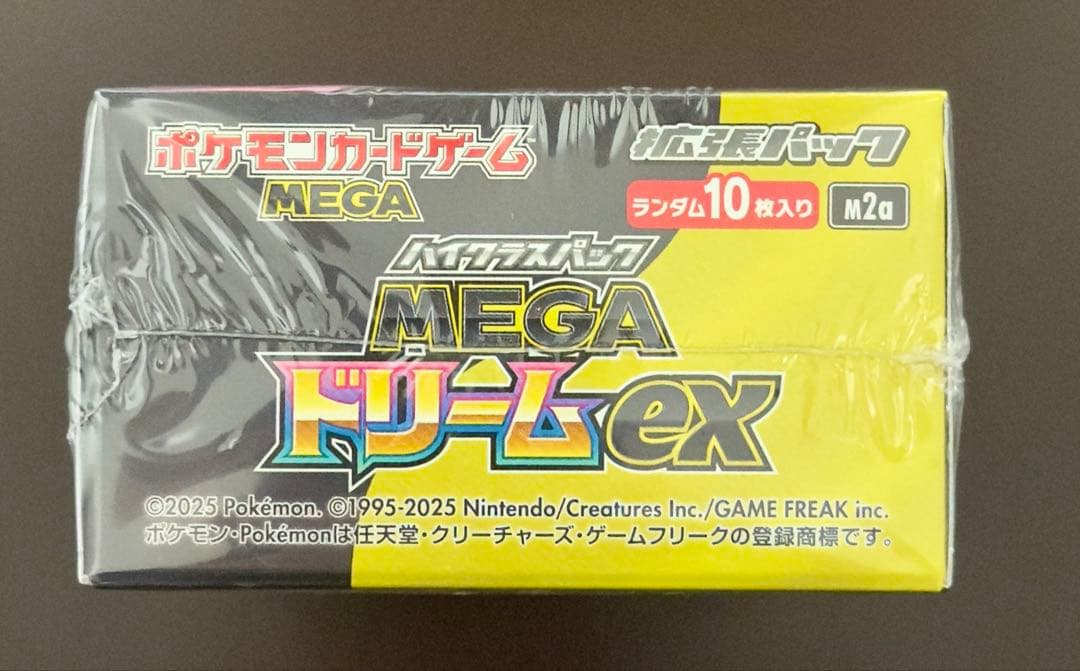 ポケモンカードゲーム™
MEGA
拡張パック
ランダム10枚入り
M2a
ハイクラスパック
MEGA
ドリームex
©2025 Pokémon. ©1995-2025 Nintendo/Creatures Inc./GAME FREAK inc.
ポケモン・Pokémonは任天堂・クリーチャーズ・ゲームフリークの登録商標です。